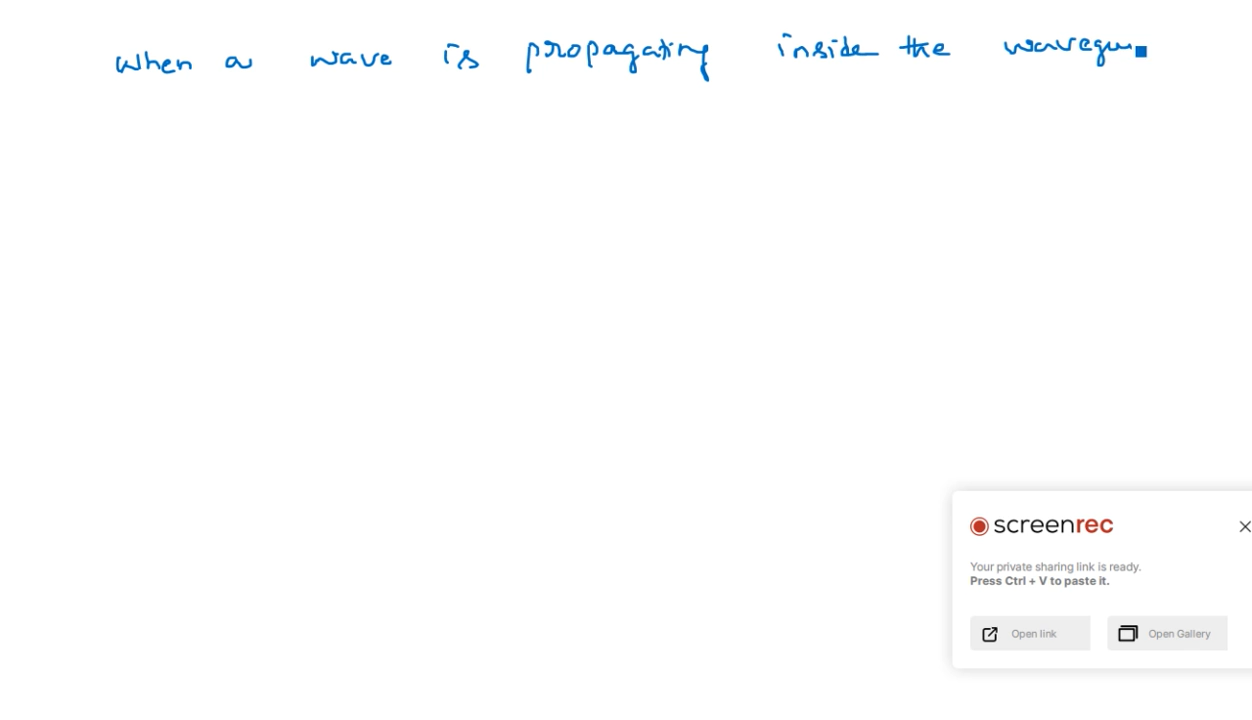 when a wave is propagating inside the wavegu
screenrec
Your private sharing link is ready.
Press Ctrl + V to paste it.
Open link
Open Gallery